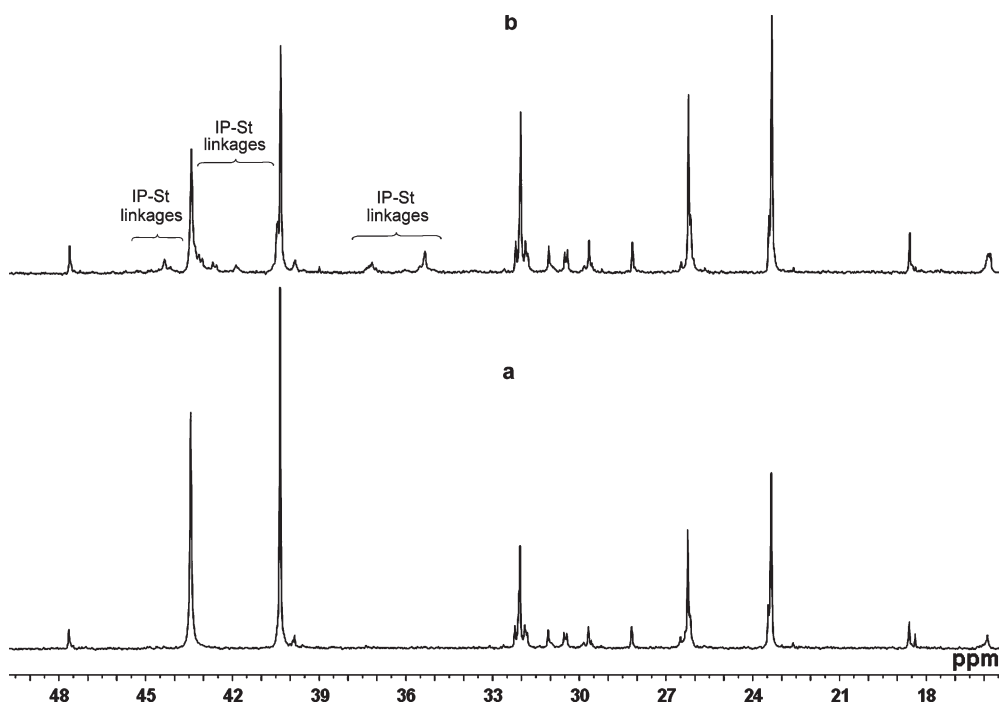 b
IP-St
linkages
IP-St
linkages
IP-St
linkages
a
ppm
48 45 42 39 36 33 30 27 24 21 18